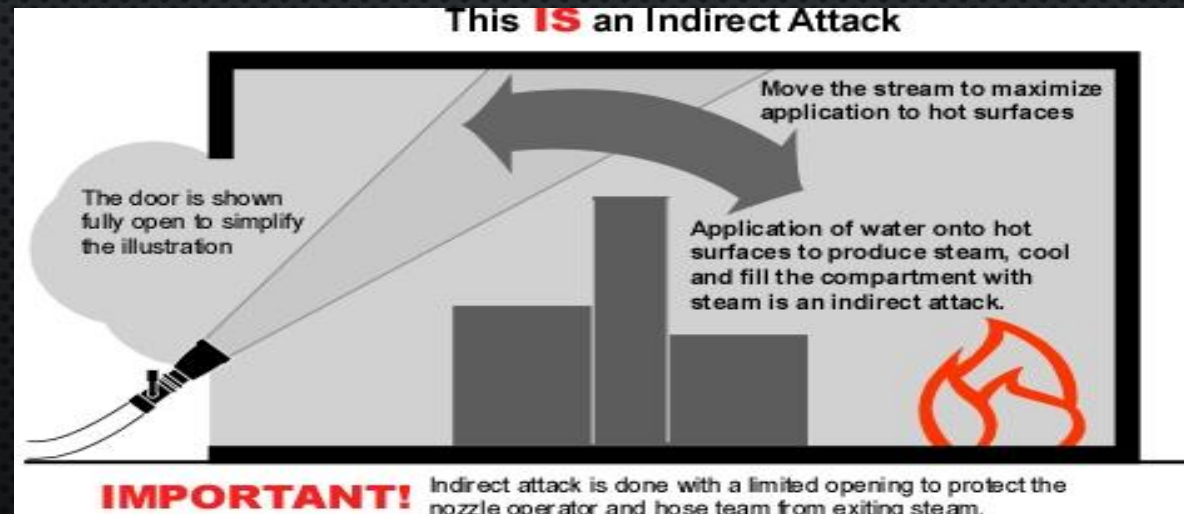 This IS an Indirect Attack
Move the stream to maximize
application to hot surfaces
The door is shown
fully open to simplify
the illustration
Application of water onto hot
surfaces to produce steam, cool
and fill the compartment with
steam is an indirect attack.
IMPORTANT! Indirect attack is done with a limited opening to protect the
nozzle operator and hose team from exiting steam.